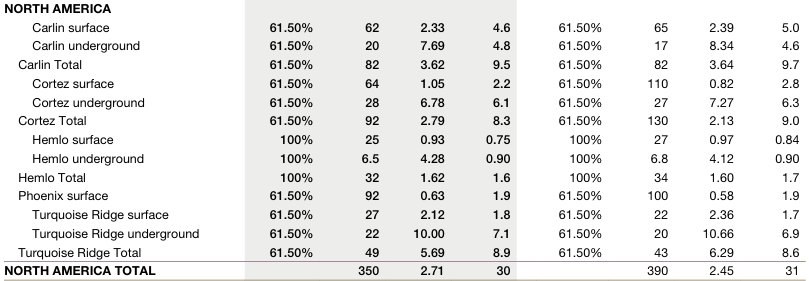 NORTH AMERICA
Carlin surface 61.50% 62 2.33 4.6 61.50% 65 2.39 5.0
Carlin underground 61.50% 20 7.69 4.8 61.50% 17 8.34 4.6
Carlin Total 61.50% 82 3.62 9.5 61.50% 82 3.64 9.7
Cortez surface 61.50% 64 1.05 2.2 61.50% 110 0.82 2.8
Cortez underground 61.50% 28 6.78 6.1 61.50% 27 7.27 6.3
Cortez Total 61.50% 92 2.79 8.3 61.50% 130 2.13 9.0
Hemlo surface 100% 25 0.93 0.75 100% 27 0.97 0.84
Hemlo underground 100% 6.5 4.28 0.90 100% 6.8 4.12 0.90
Hemlo Total 100% 32 1.62 1.6 100% 34 1.60 1.7
Phoenix surface 61.50% 92 0.63 1.9 61.50% 100 0.58 1.9
Turquoise Ridge surface 61.50% 27 2.12 1.8 61.50% 22 2.36 1.7
Turquoise Ridge underground 61.50% 22 10.00 7.1 61.50% 20 10.66 6.9
Turquoise Ridge Total 61.50% 49 5.69 8.9 61.50% 43 6.29 8.6
NORTH AMERICA TOTAL 350 2.71 30 390 2.45 31